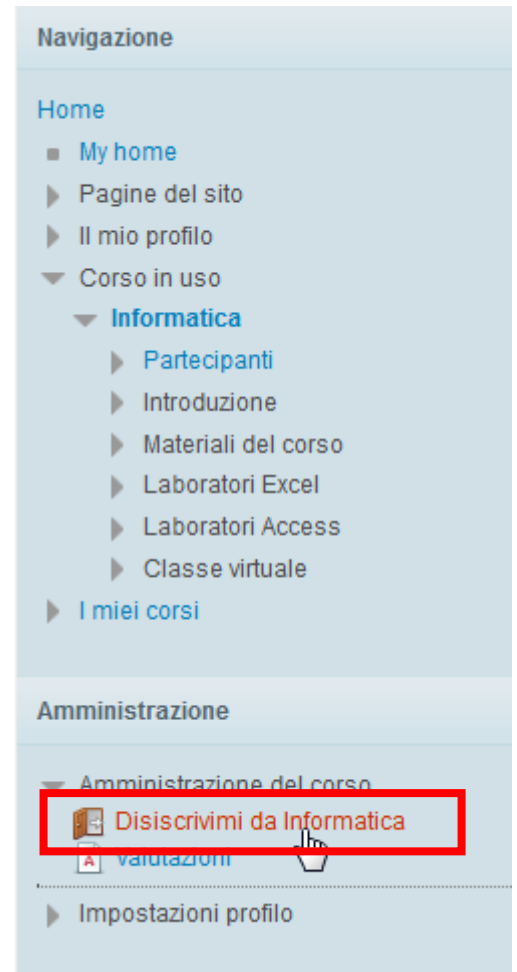 Navigazione
Home
My home
Pagine del sito
Il mio profilo
Corso in uso
Informatica
Partecipanti
Introduzione
Materiali del corso
Laboratori Excel
Laboratori Access
Classe virtuale
I miei corsi
Amministrazione
Amministrazione del corso
Disiscrivimi da Informatica
Valutazioni
Impostazioni profilo